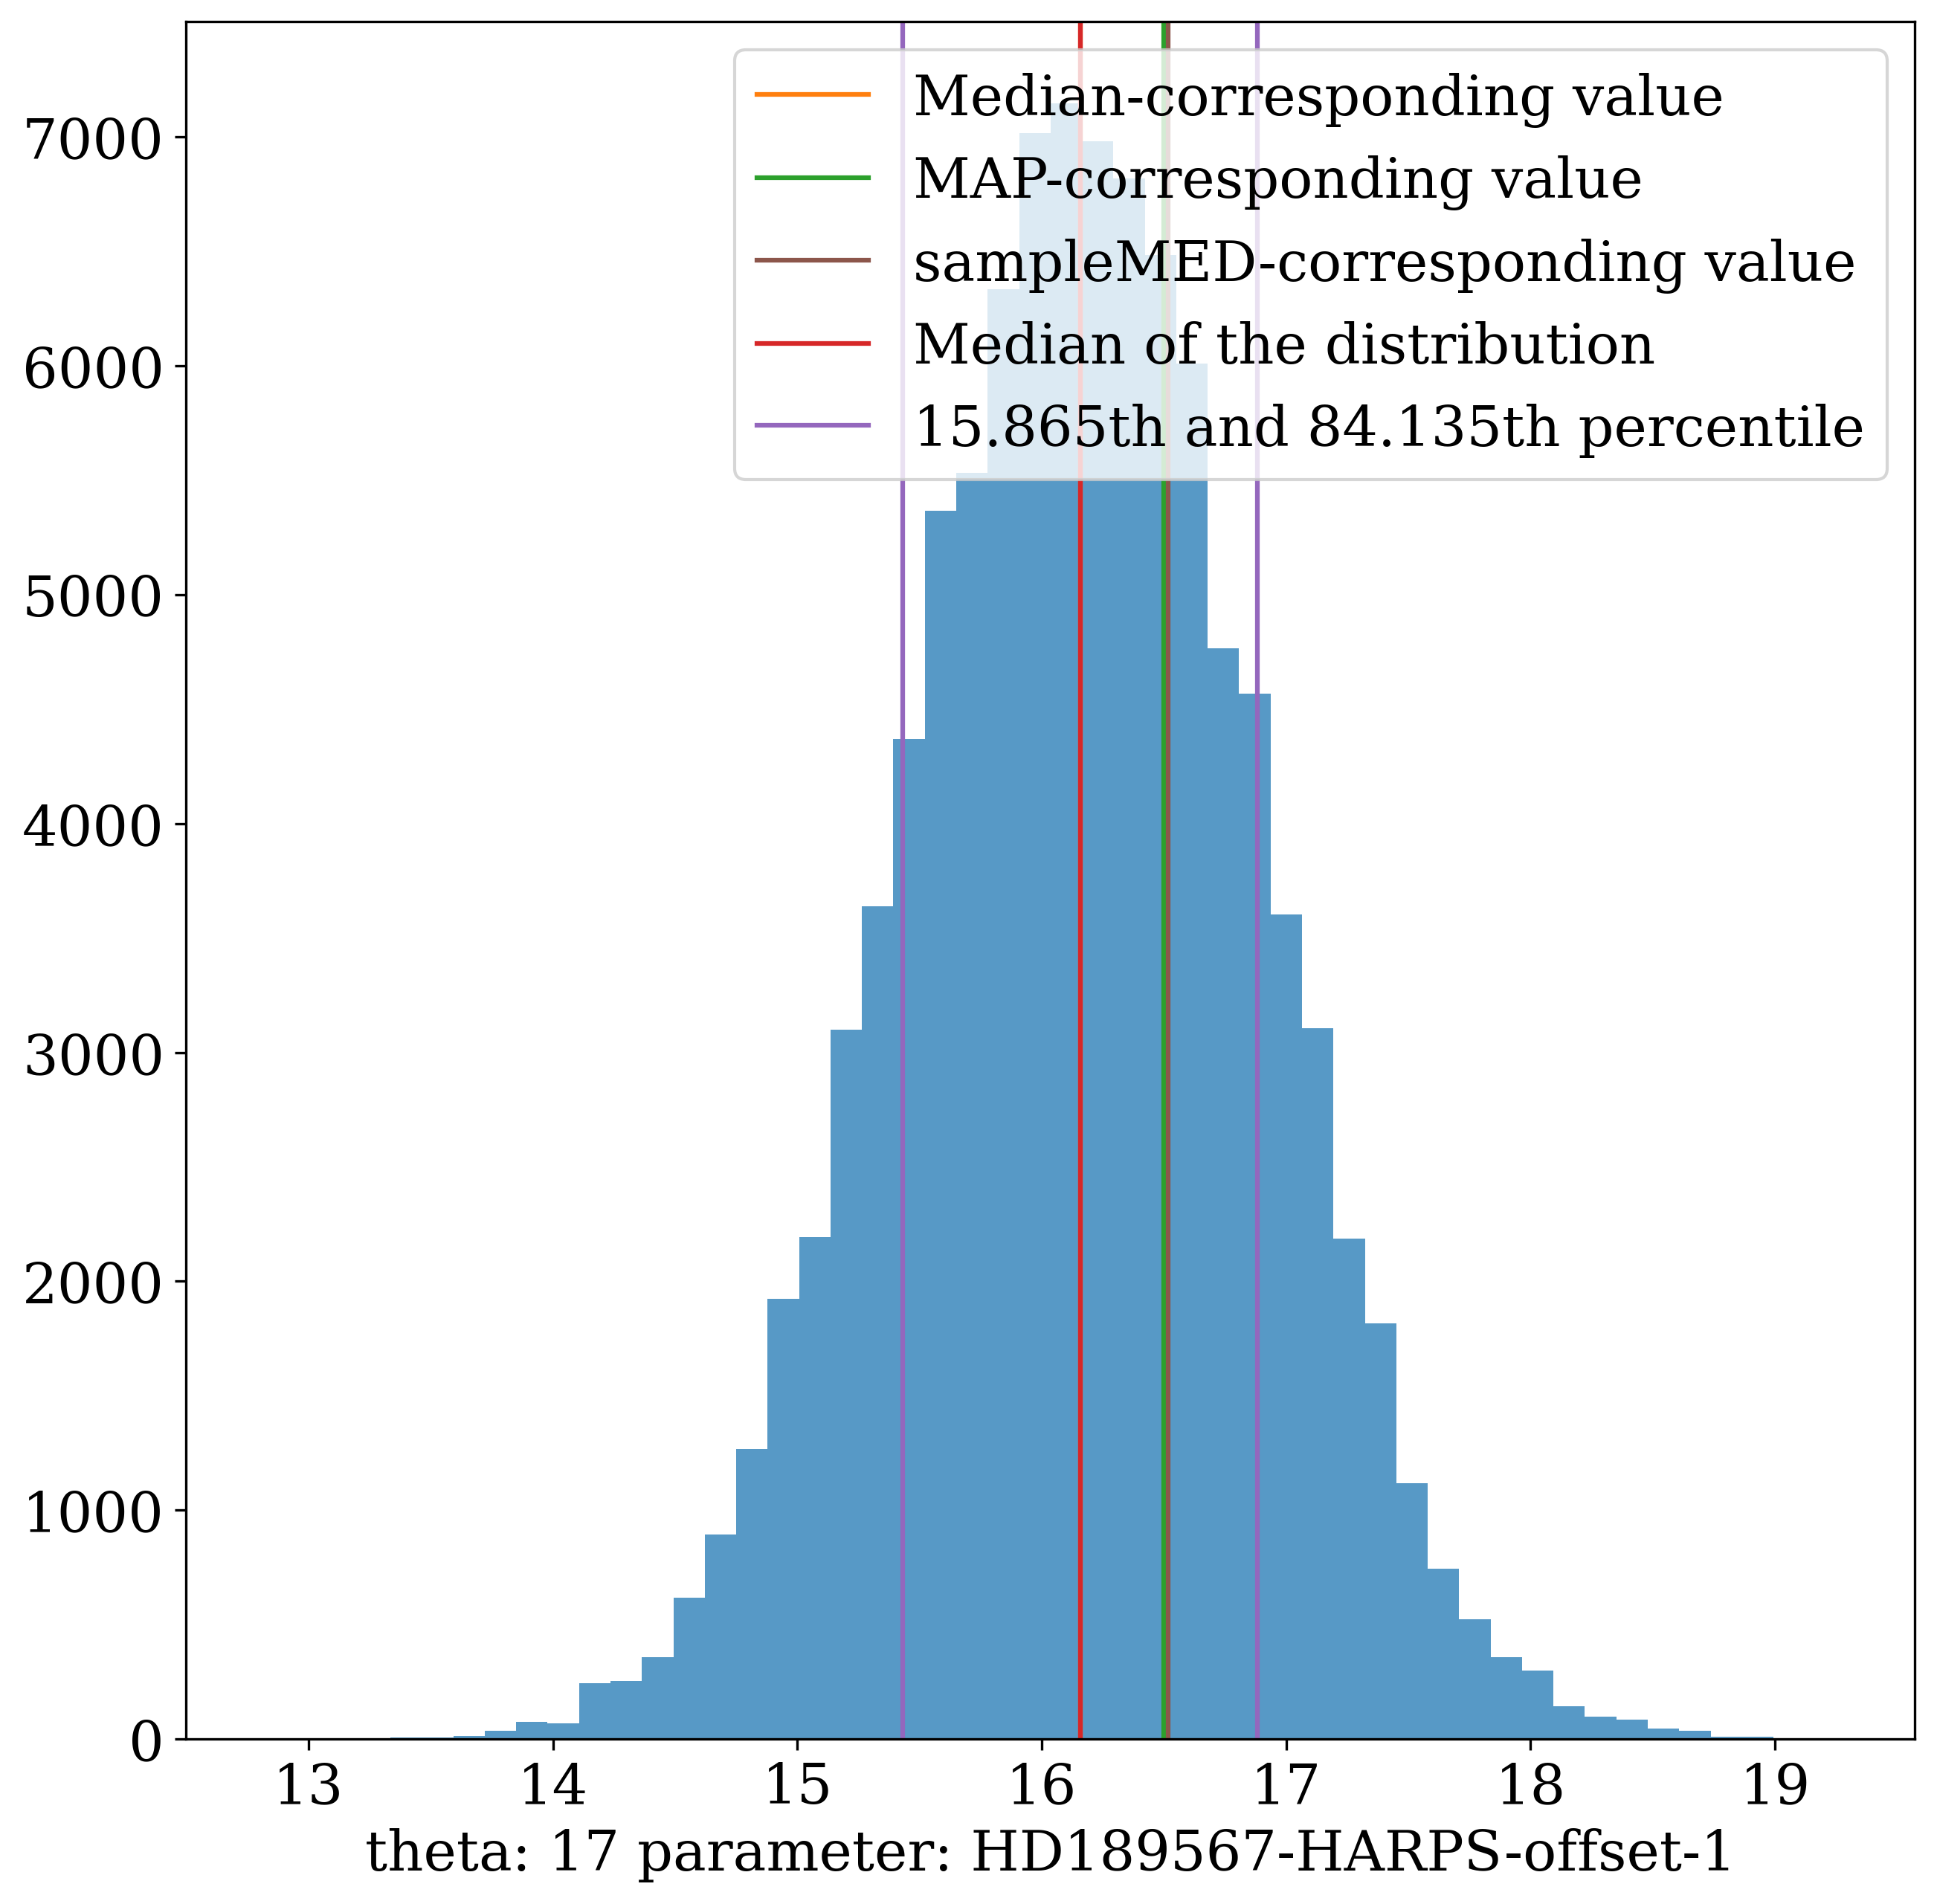 Median-corresponding value
MAP-corresponding value
sampleMED-corresponding value
Median of the distribution
15.865th and 84.135th percentile
7000
6000
5000
4000
3000
2000
1000
0
13 14 15 16 17 18 19
theta: 17 parameter: HD189567-HARPS-offset-1